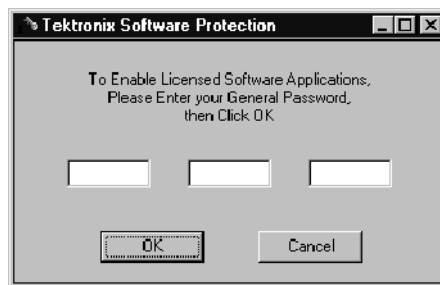 Tektronix Software Protection
To Enable Licensed Software Applications,
Please Enter your General Password,
then Click OK
OK
Cancel